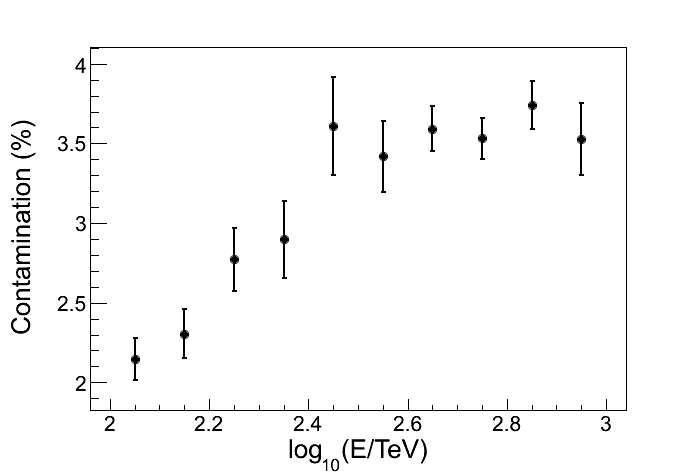 Contamination (%)
4
3.5
3
2.5
2
2 2.2 2.4 2.6 2.8 3
log₁₀(E/TeV)